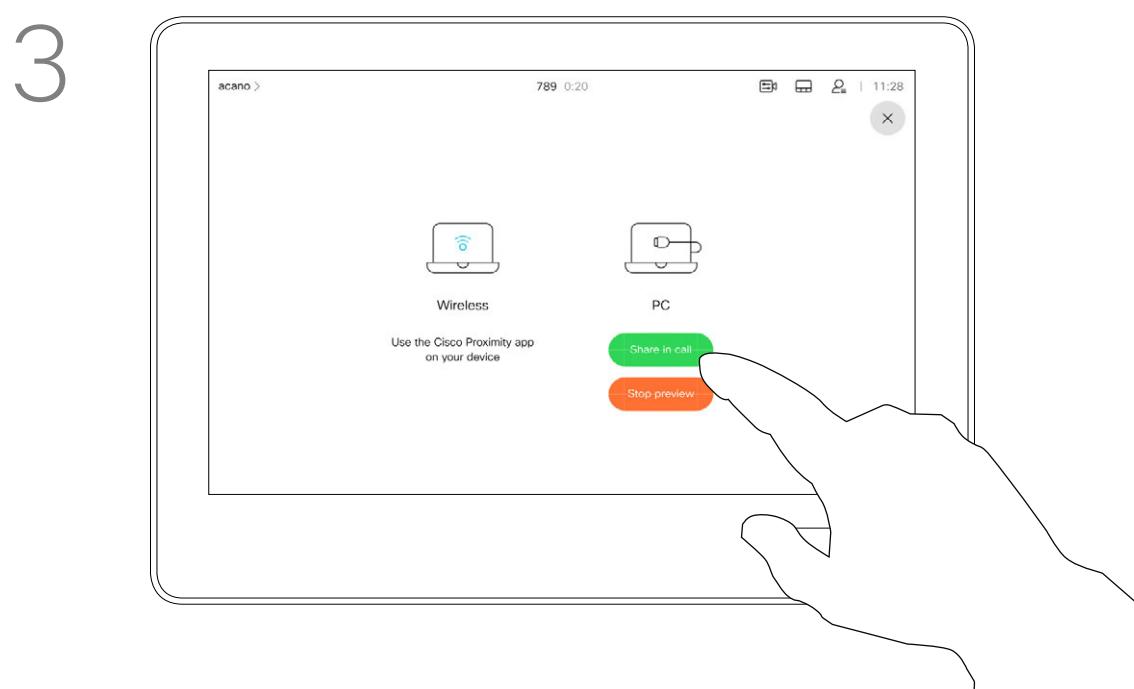 3
acano >
789 0:20
11:28
Wireless
Use the Cisco Proximity app
on your device
PC
Share in call
Stop preview